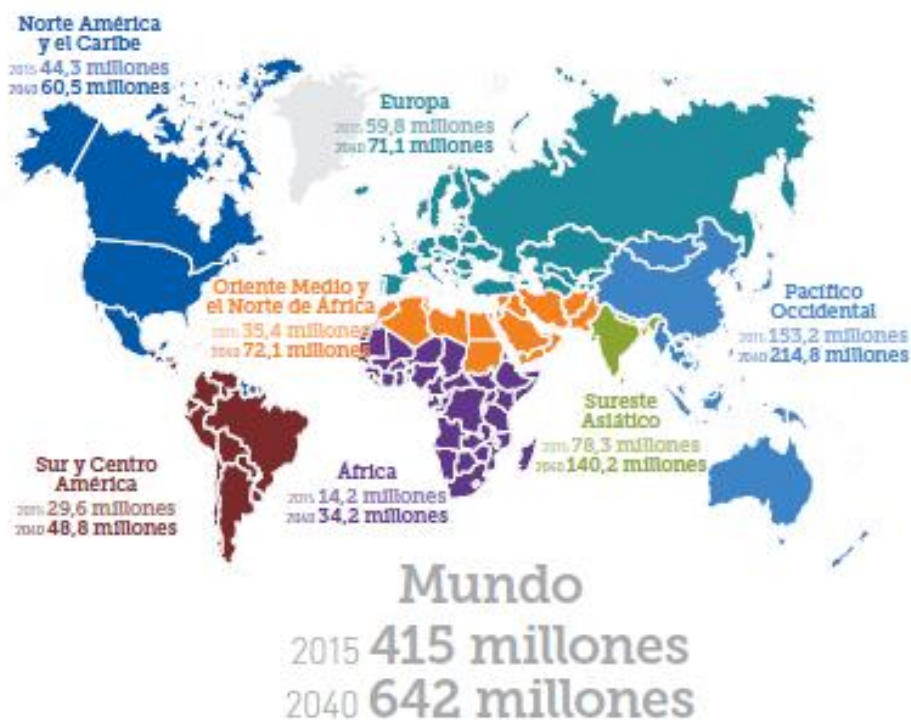 Norte América
y el Caribe
2015 44,3 millones
2040 60,5 millones
Europa
2015 59,8 millones
2040 71,1 millones
Oriente Medio y
el Norte de África
2015 35,4 millones
2040 72,1 millones
Pacífico
Occidental
2015 153,2 millones
2040 214,8 millones
Sureste
Asiático
2015 78,3 millones
2040 140,2 millones
Sur y Centro
América
2015 29,6 millones
2040 48,8 millones
África
2015 14,2 millones
2040 34,2 millones
Mundo
2015 415 millones
2040 642 millones